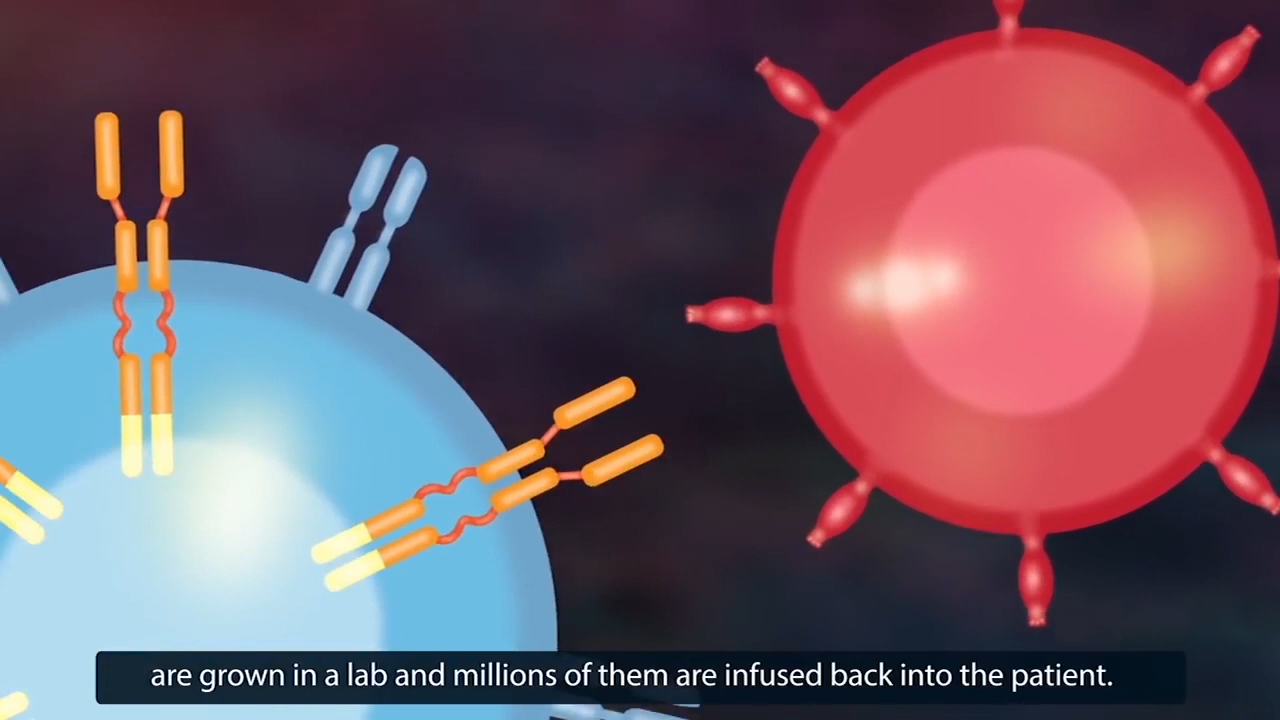 are grown in a lab and millions of them are infused back into the patient.